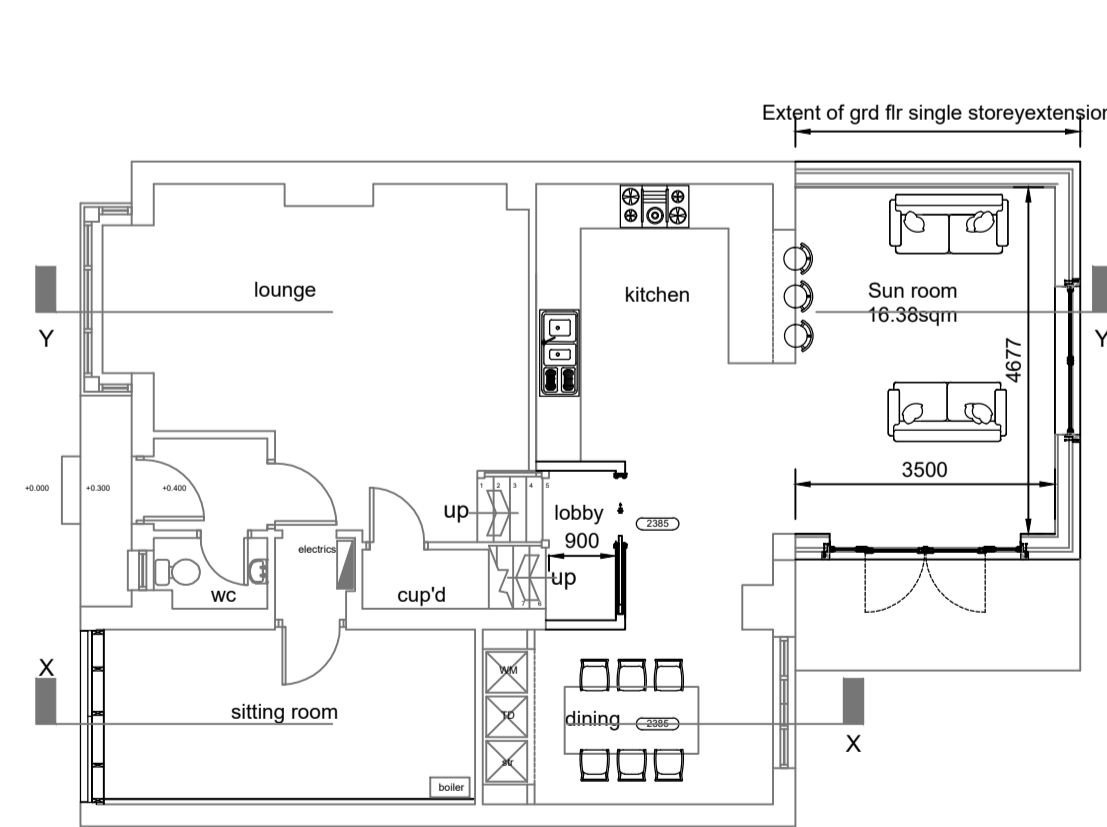 Extent of grd flr single storeyextension
lounge
kitchen
Sun room
16.38sqm
Y
Y
4677
3500
+0.000
+0.300
+0.400
1 2 3 4 5
up
lobby
2385
900
electrics
up
wc
cup'd
7 8
X
WM
sitting room
TD
dining
2385
X
str
boiler